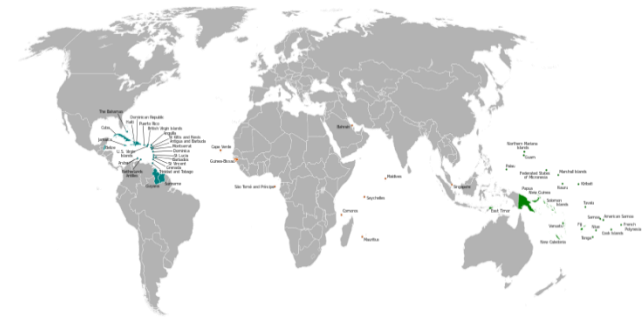 The Bahamas
Cuba
Haiti
Dominican Republic
Puerto Rico
British Virgin Islands
Anguilla
St Kitts and Nevis
Antigua and Barbuda
Montserrat
Dominica
St Lucia
Barbados
St Vincent
Grenada
Trinidad and Tobago
Jamaica
Belize
U.S. Virgin
Islands
Aruba
Netherlands
Antilles
Guyana
Suriname
Cape Verde
Guinea-Bissau
São Tomé and Príncipe
Bahrain
Maldives
Seychelles
Comoros
Mauritius
Singapore
East Timor
Northern Mariana
Islands
Guam
Palau
Federated States
of Micronesia
Marshall Islands
Nauru
Kiribati
Papua
New Guinea
Solomon
Islands
Tuvalu
Vanuatu
Fiji
Samoa
American Samoa
Niue
French
Polynesia
Tonga
Cook Islands
New Caledonia